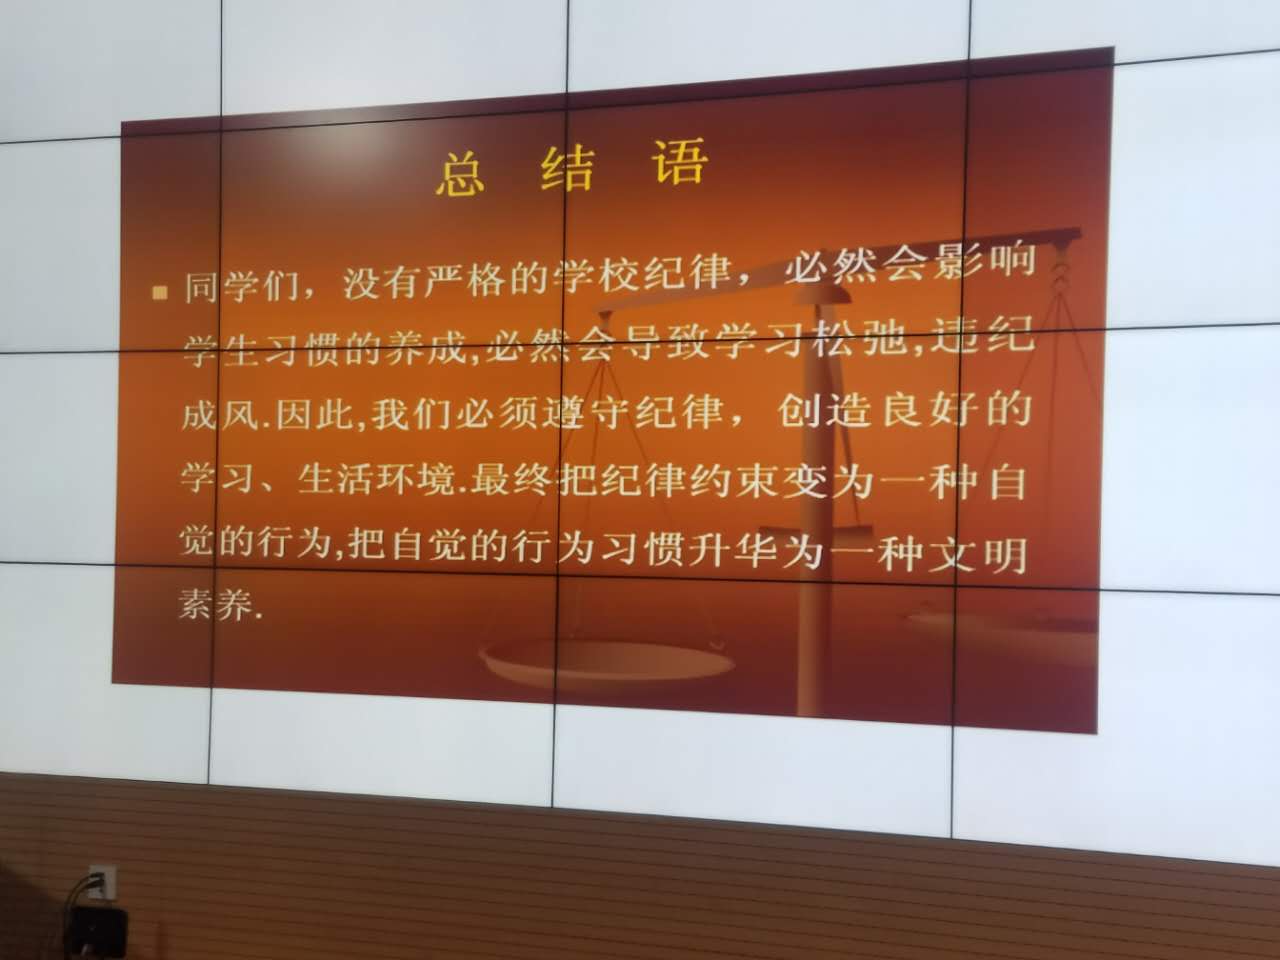 总 结 语
同学们，没有严格的学校纪律，必然会影响
学生习惯的养成,必然会导致学习松弛,违纪
成风.因此,我们必须遵守纪律，创造良好的
学习、生活环境.最终把纪律约束变为一种自
觉的行为,把自觉的行为习惯升华为一种文明
素养.